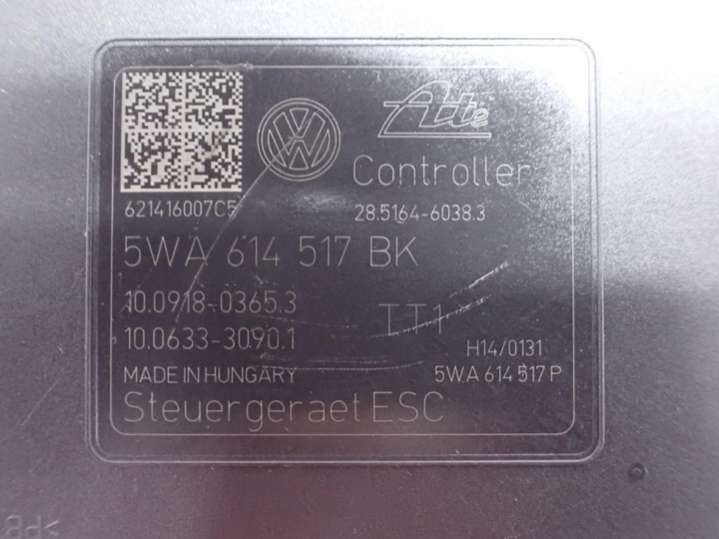 Ate
Controller
621416007C5
28.5164-6038.3
5WA 614 517 BK
10.0918-0365.3
TT1
10.0633-3090.1
H14/0131
MADE IN HUNGARY
5WA 614 517 P
Steuergeraet ESC